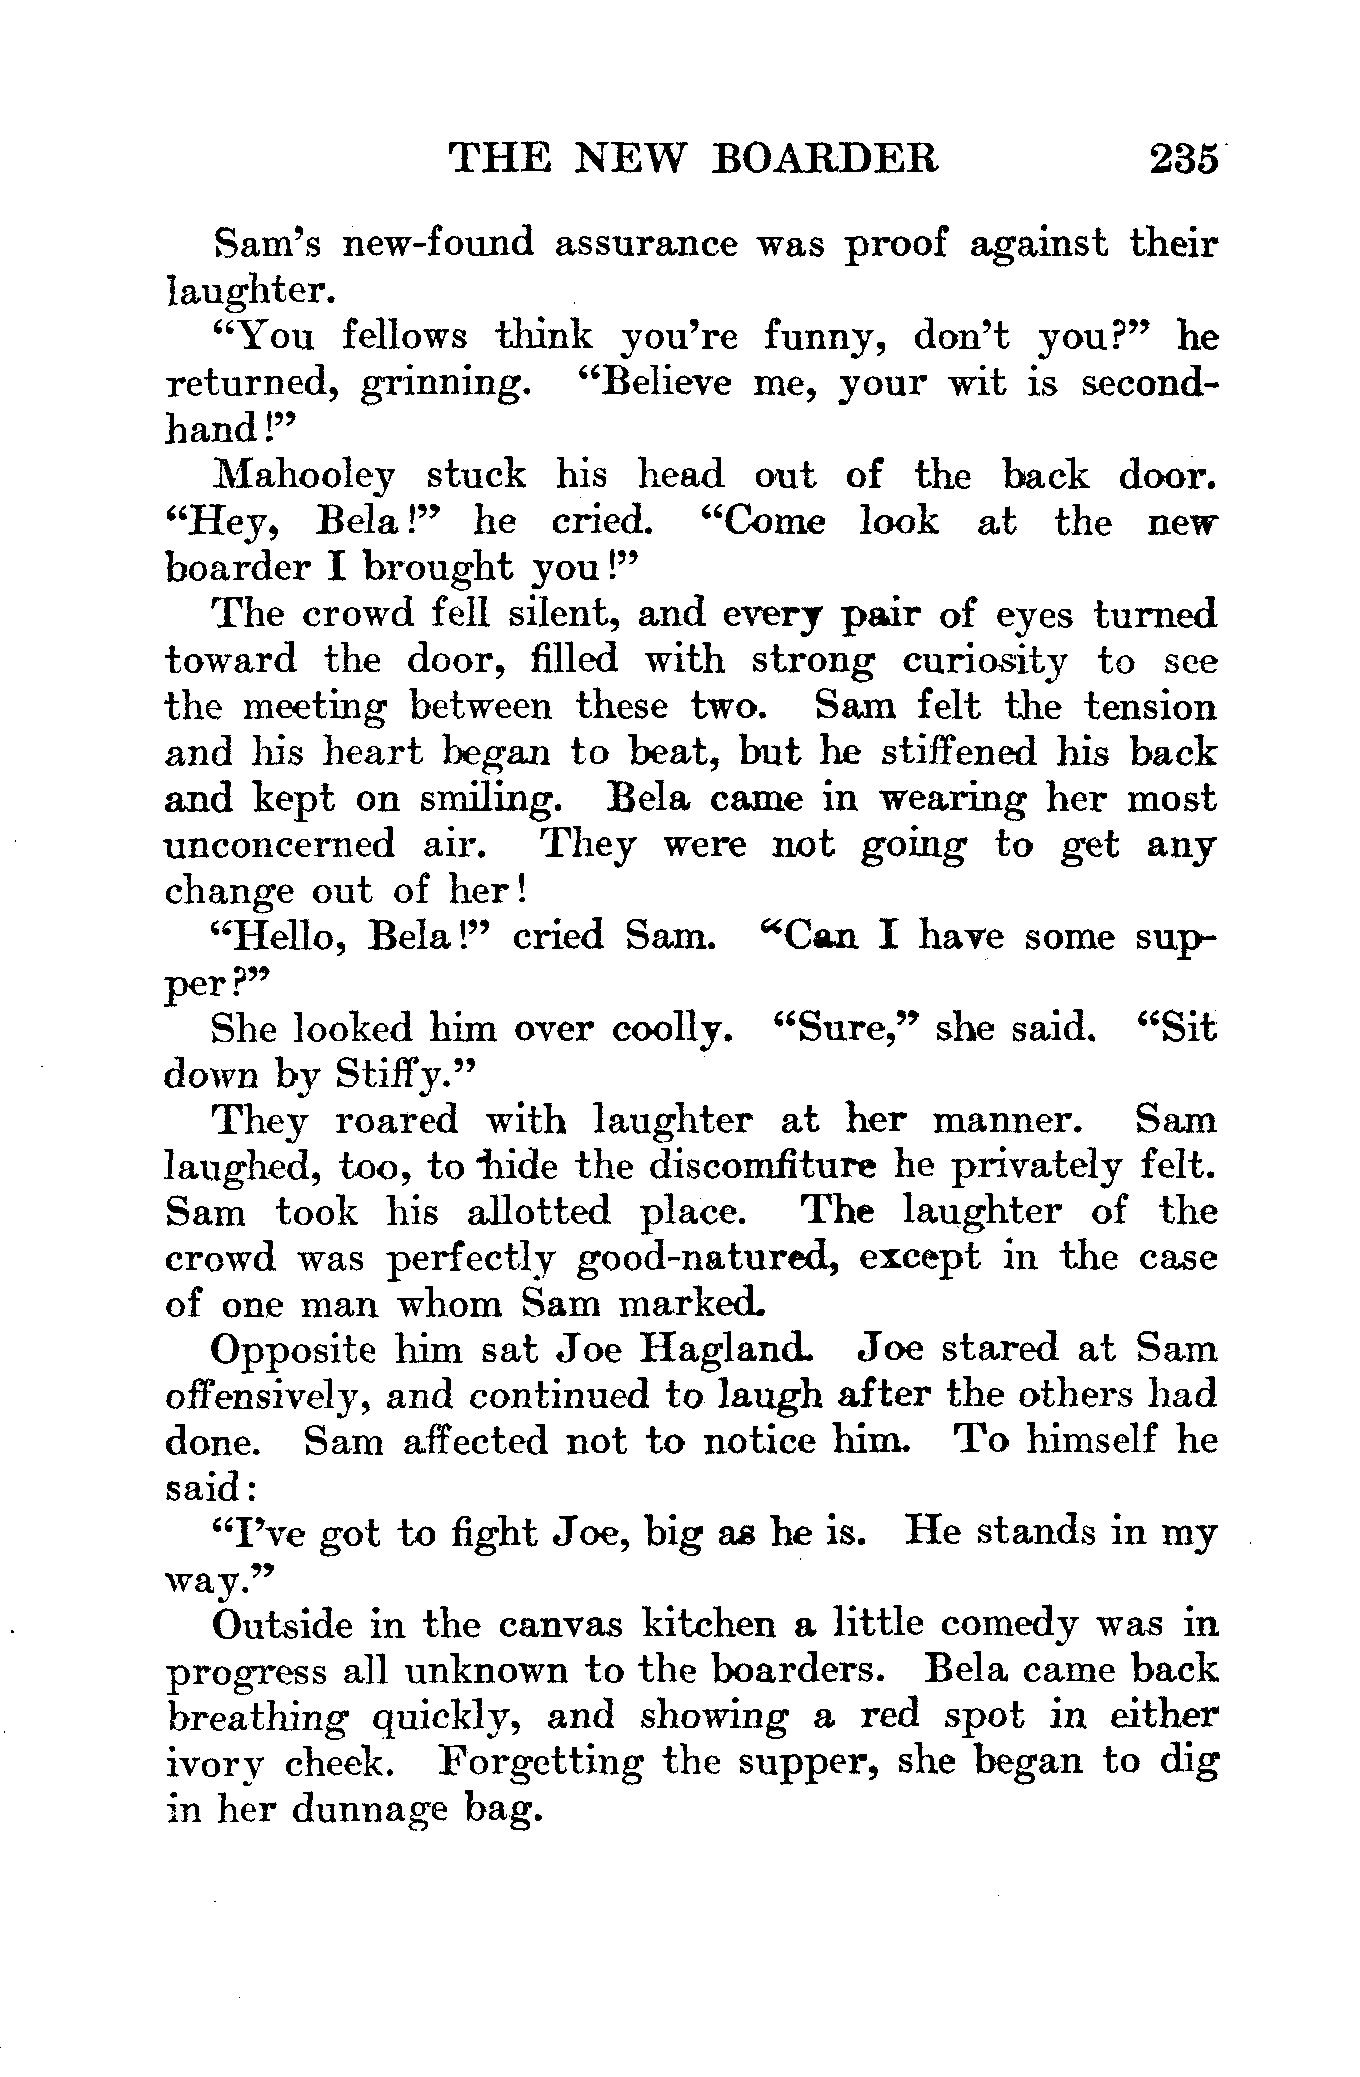 THE NEW BOARDER 235
Sam's new-found assurance was proof against their
laughter.
“You fellows think you're funny, don't you?” he
returned, grinning. “Believe me, your wit is second-
hand!”
Mahooley stuck his head out of the back door.
“Hey, Bela!” he cried. “Come look at the new
boarder I brought you!”
The crowd fell silent, and every pair of eyes turned
toward the door, filled with strong curiosity to see
the meeting between these two. Sam felt the tension
and his heart began to beat, but he stiffened his back
and kept on smiling. Bela came in wearing her most
unconcerned air. They were not going to get any
change out of her!
“Hello, Bela!” cried Sam. “Can I have some sup-
per?”
She looked him over coolly. “Sure,” she said. “Sit
down by Stiffy.”
They roared with laughter at her manner. Sam
laughed, too, to hide the discomfiture he privately felt.
Sam took his allotted place. The laughter of the
crowd was perfectly good-natured, except in the case
of one man whom Sam marked.
Opposite him sat Joe Hagland. Joe stared at Sam
offensively, and continued to laugh after the others had
done. Sam affected not to notice him. To himself he
said:
“I've got to fight Joe, big as he is. He stands in my
way.”
Outside in the canvas kitchen a little comedy was in
progress all unknown to the boarders. Bela came back
breathing quickly, and showing a red spot in either
ivory cheek. Forgetting the supper, she began to dig
in her dunnage bag.